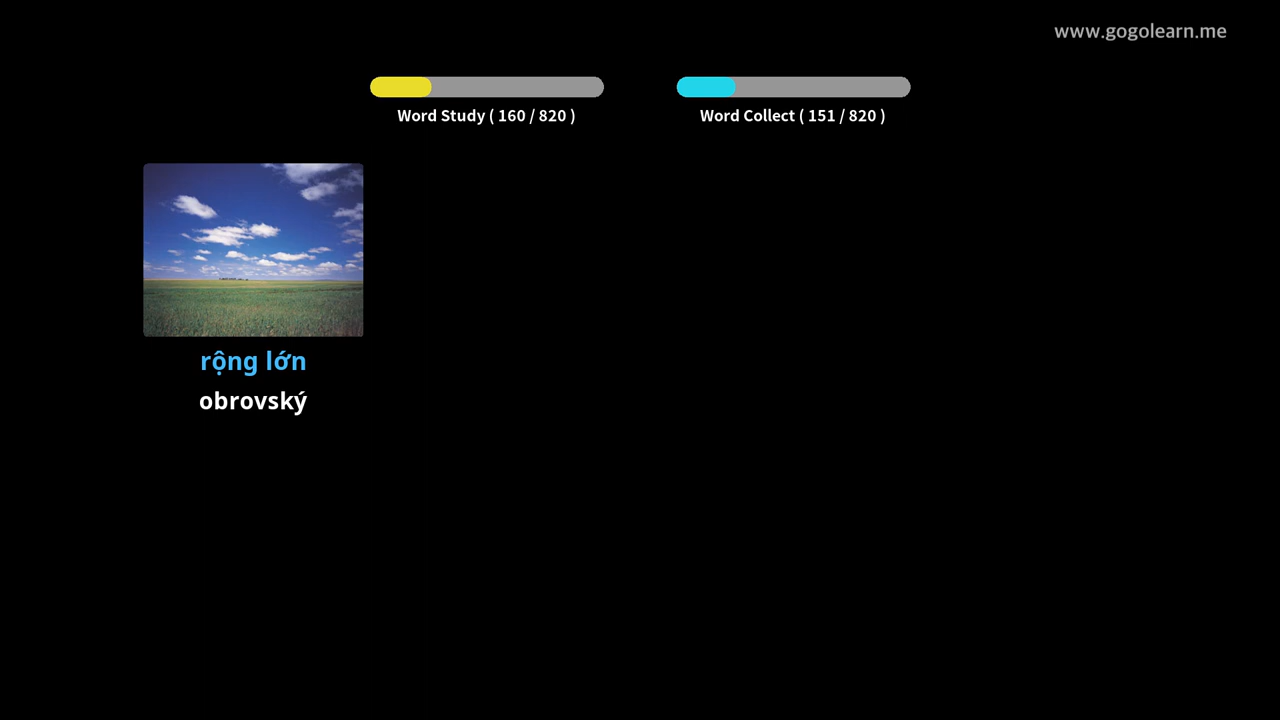 www.gogolearn.me
Word Study ( 160 / 820 )
Word Collect ( 151 / 820 )
rộng lớn
obrovský